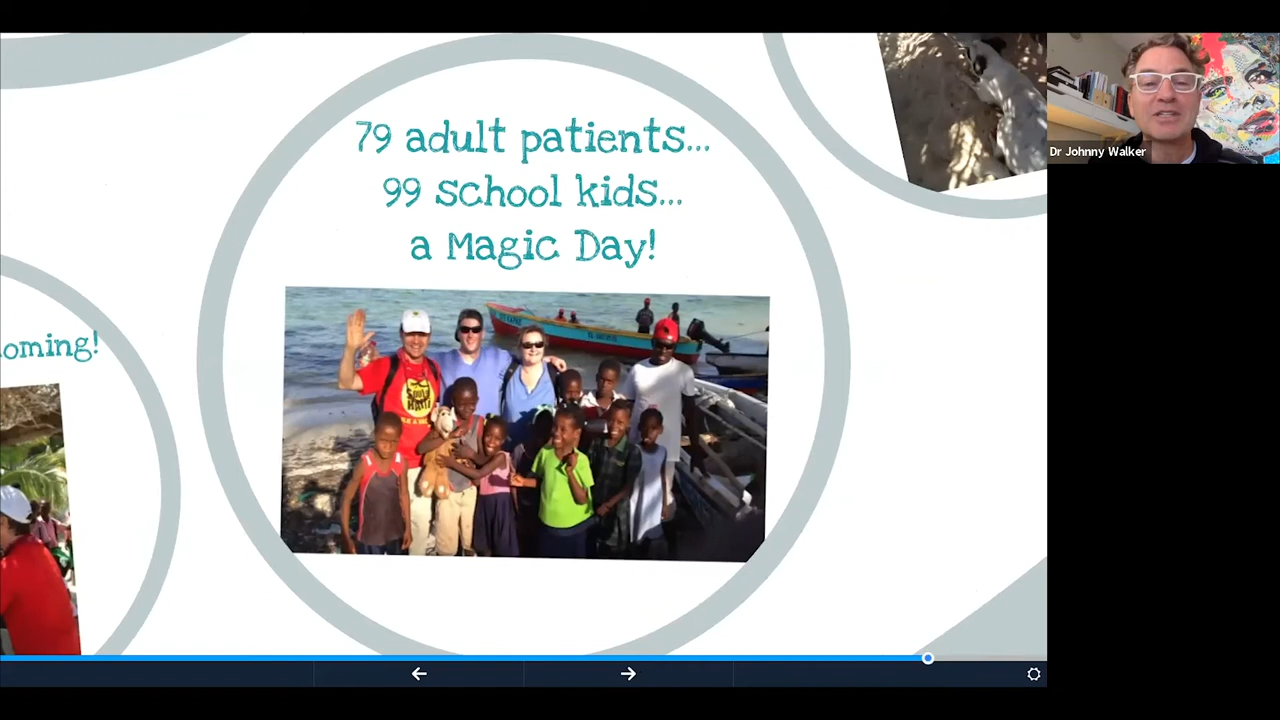 79 adult patients...
99 school kids...
a Magic Day!
oming!
Dr Johnny Walker